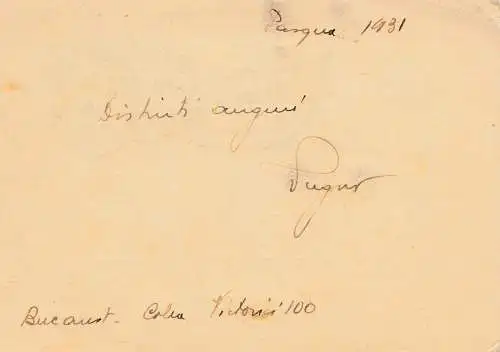 Pasqua 1931
Distinti auguri
Bucarest - Calea Victoriei 100